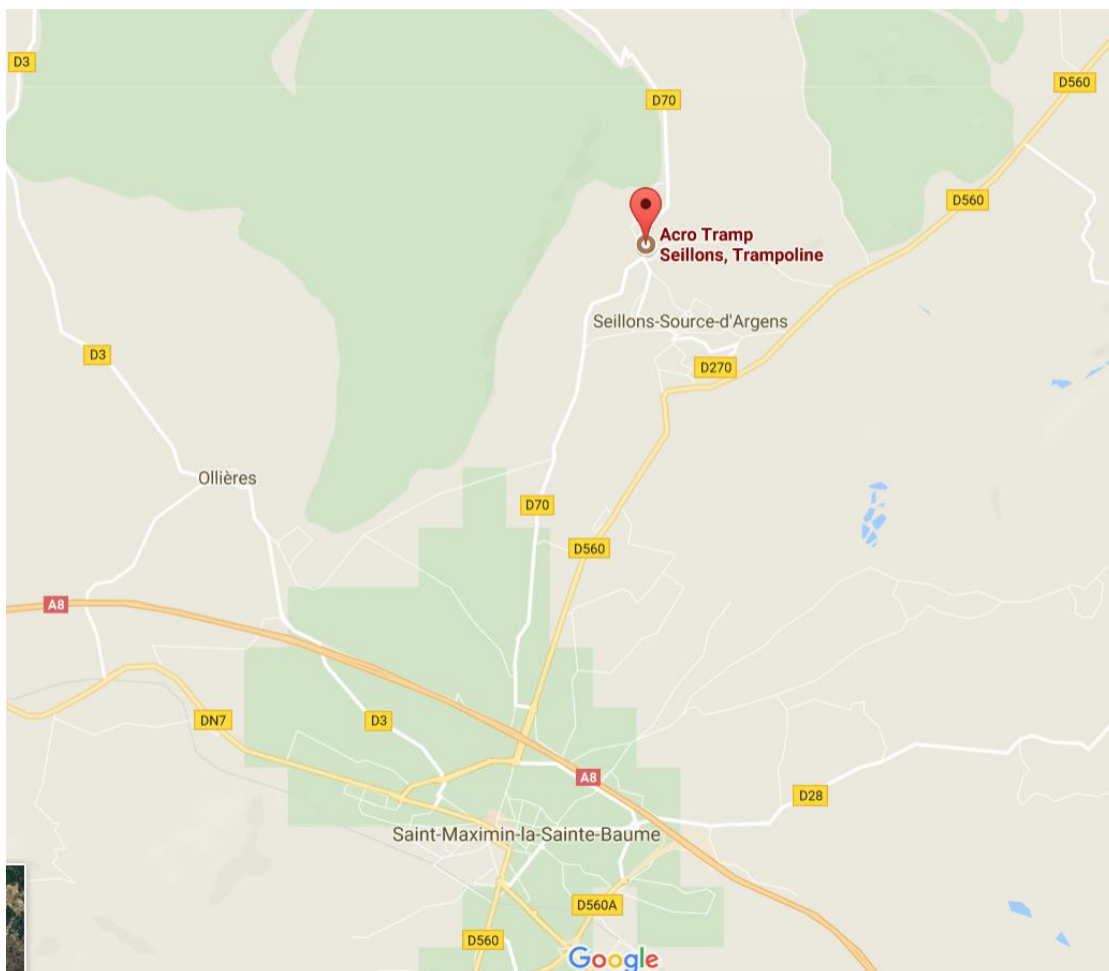 D3
D70
D560
D560
Acro Tramp
Seillons, Trampoline
Seillons-Source-d'Argens
D3
D270
Ollières
D70
D560
A8
DN7
D3
A8
D28
Saint-Maximin-la-Sainte-Baume
D560A
D560
Google